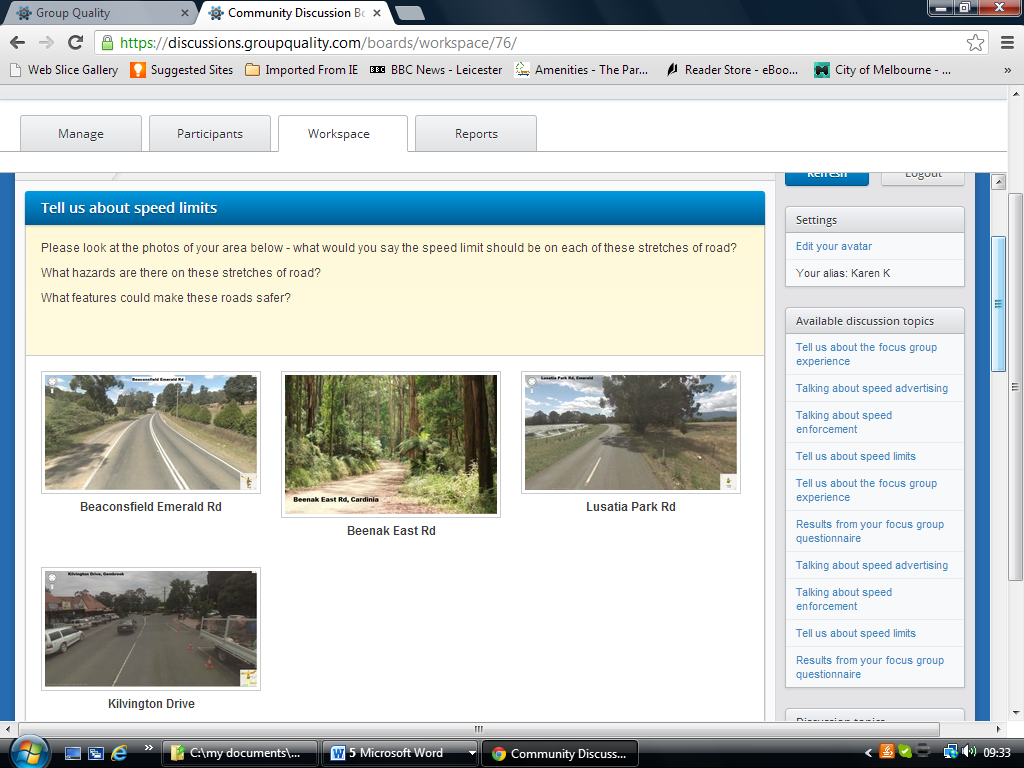 Group Quality
Community Discussion Bo
https://discussions.groupquality.com/boards/workspace/76/
Web Slice Gallery
Suggested Sites
Imported From IE
BBC BBC News - Leicester
Amenities - The Par...
Reader Store - eBoo...
City of Melbourne - ...
»
Manage
Participants
Workspace
Reports
Refresh
Logout
Tell us about speed limits
Please look at the photos of your area below - what would you say the speed limit should be on each of these stretches of road?
What hazards are there on these stretches of road?
What features could make these roads safer?
Beaconsfield Emerald Rd
Beaconsfield Emerald Rd
Beenak East Rd, Cardinia
Beenak East Rd
Lusatia Park Rd, Emerald
Lusatia Park Rd
Kilvington Drive, Gembrook
Kilvington Drive
Settings
Edit your avatar
Your alias: Karen K
Available discussion topics
Tell us about the focus group
experience
Talking about speed advertising
Talking about speed
enforcement
Tell us about speed limits
Tell us about the focus group
experience
Results from your focus group
questionnaire
Talking about speed advertising
Talking about speed
enforcement
Tell us about speed limits
Results from your focus group
questionnaire
Discussion topics
»
C:\my documents\...
5 Microsoft Word
Community Discuss...
09:33